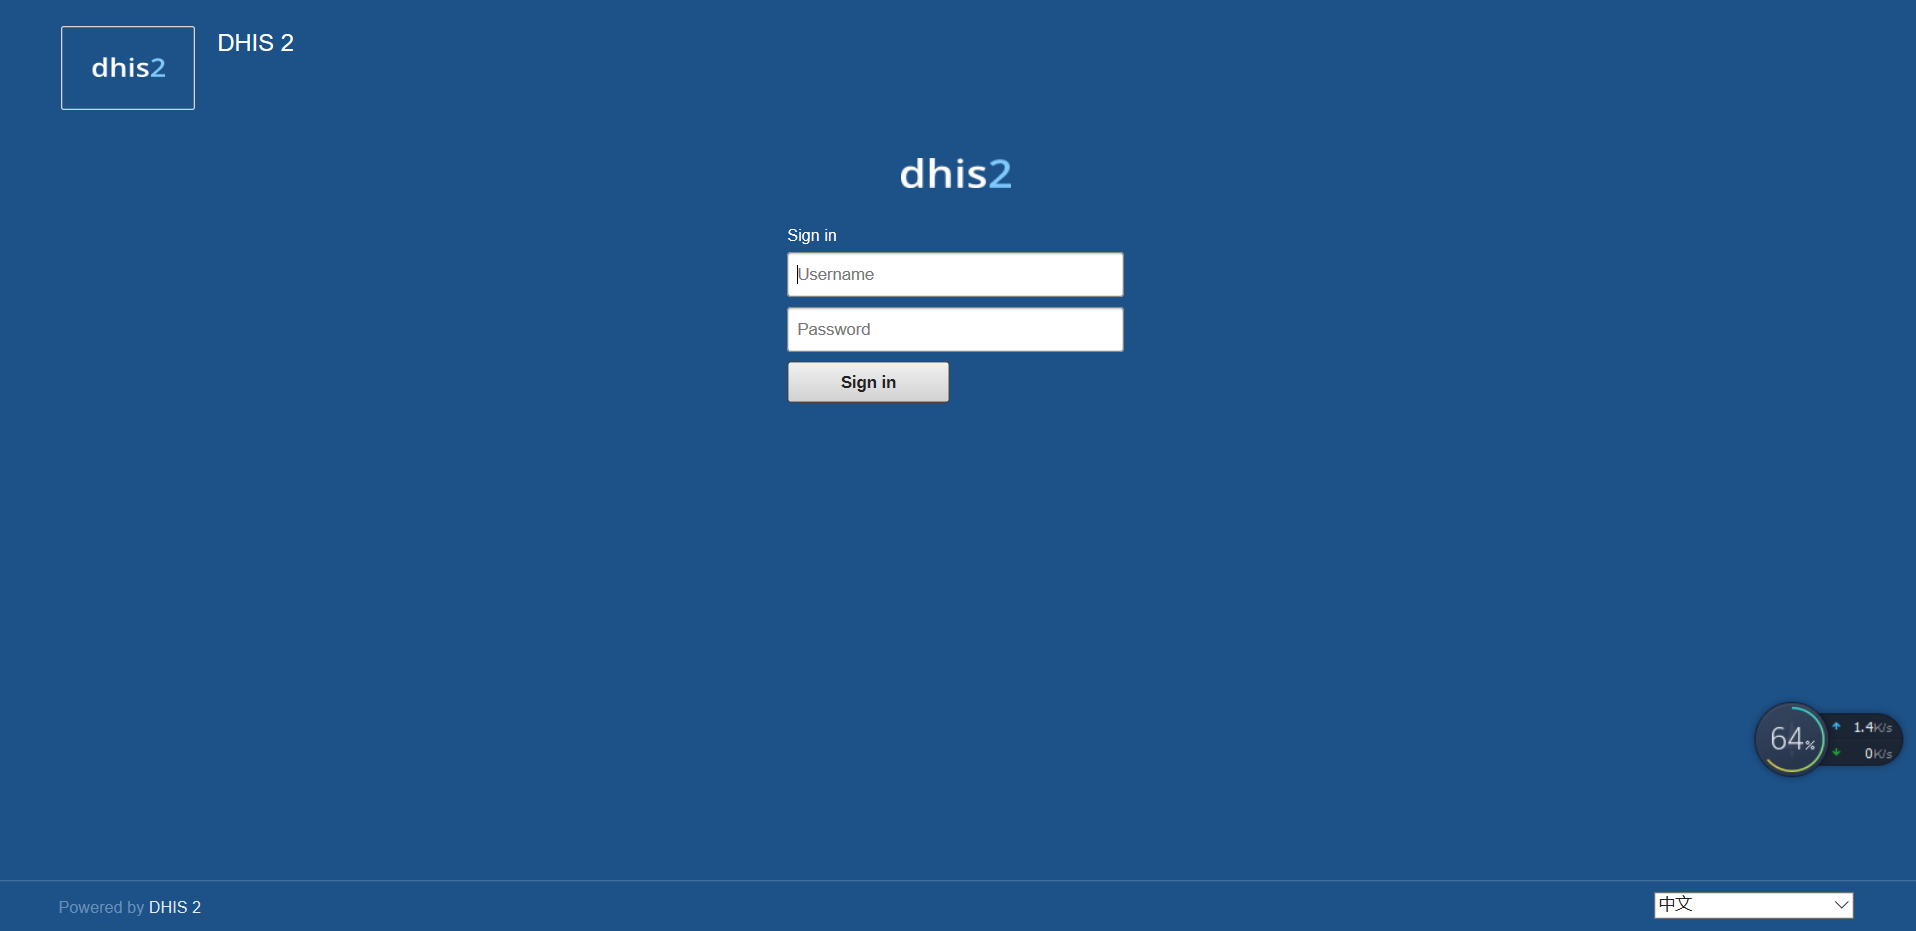 dhis2
DHIS 2
dhis2
Sign in
Username
Password
Sign in
64%
1.4K/s
0K/s
Powered by DHIS 2
中文